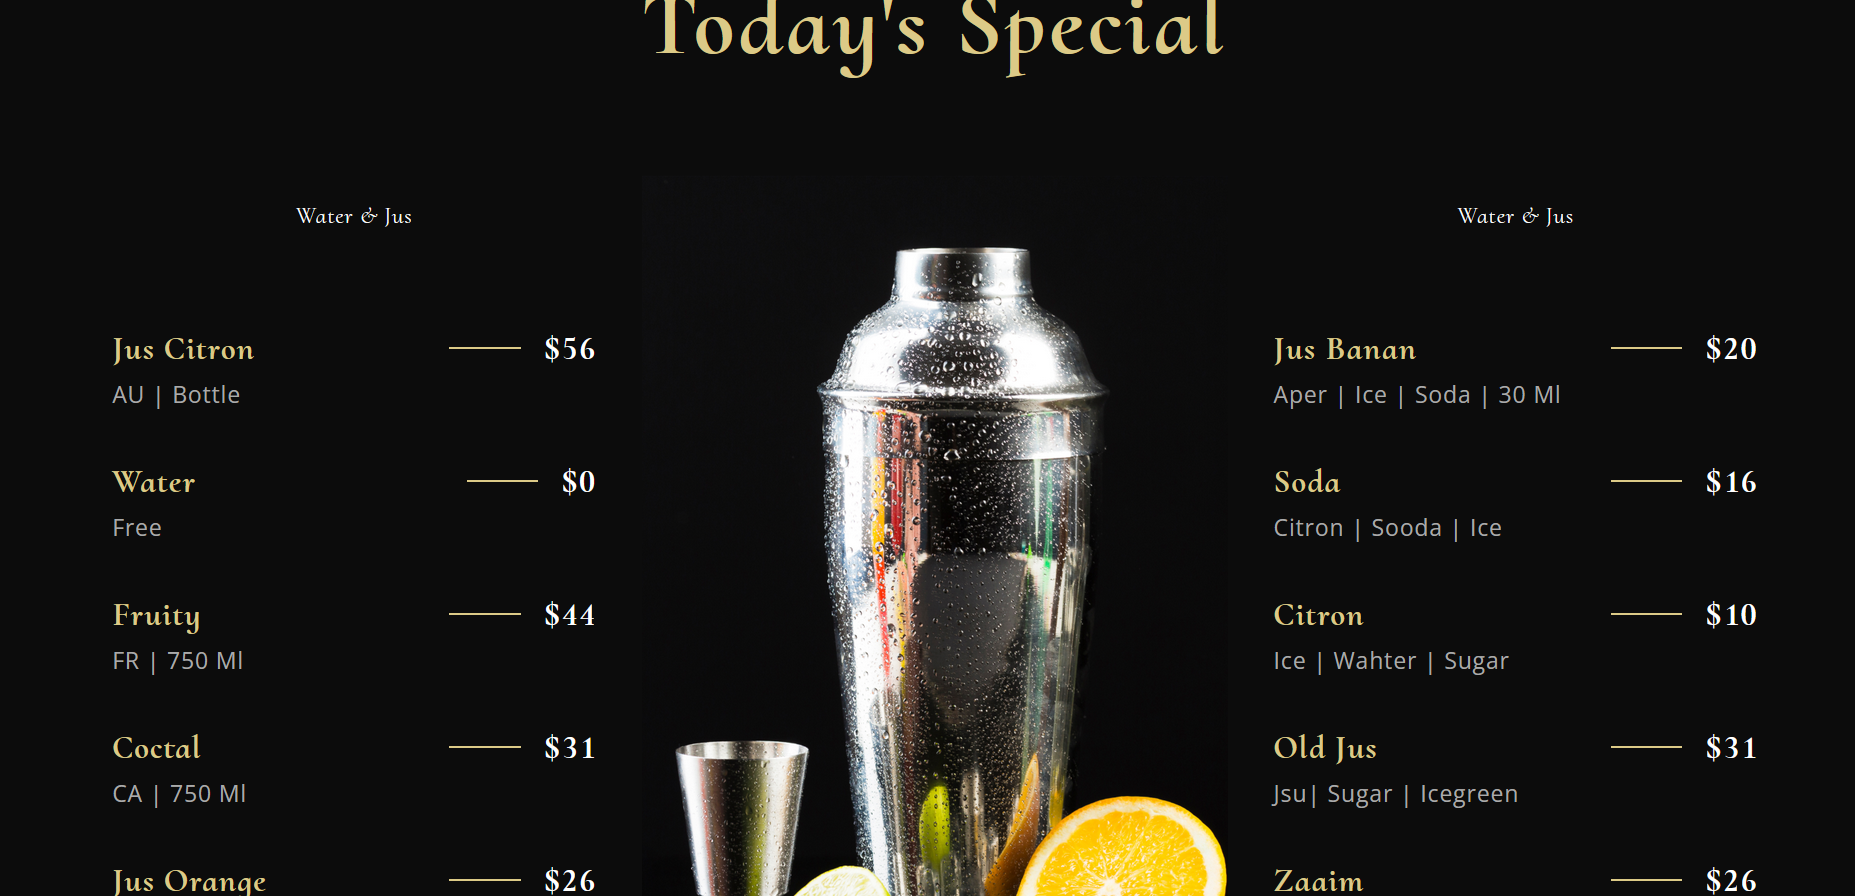 Today's Special
Water & Jus
Jus Citron $56
AU | Bottle
Water $0
Free
Fruity $44
FR | 750 Ml
Coctal $31
CA | 750 Ml
Jus Orange $26
Water & Jus
Jus Banan $20
Aper | Ice | Soda | 30 Ml
Soda $16
Citron | Sooda | Ice
Citron $10
Ice | Wahter | Sugar
Old Jus $31
Jsu| Sugar | Icegreen
Zaaim $26